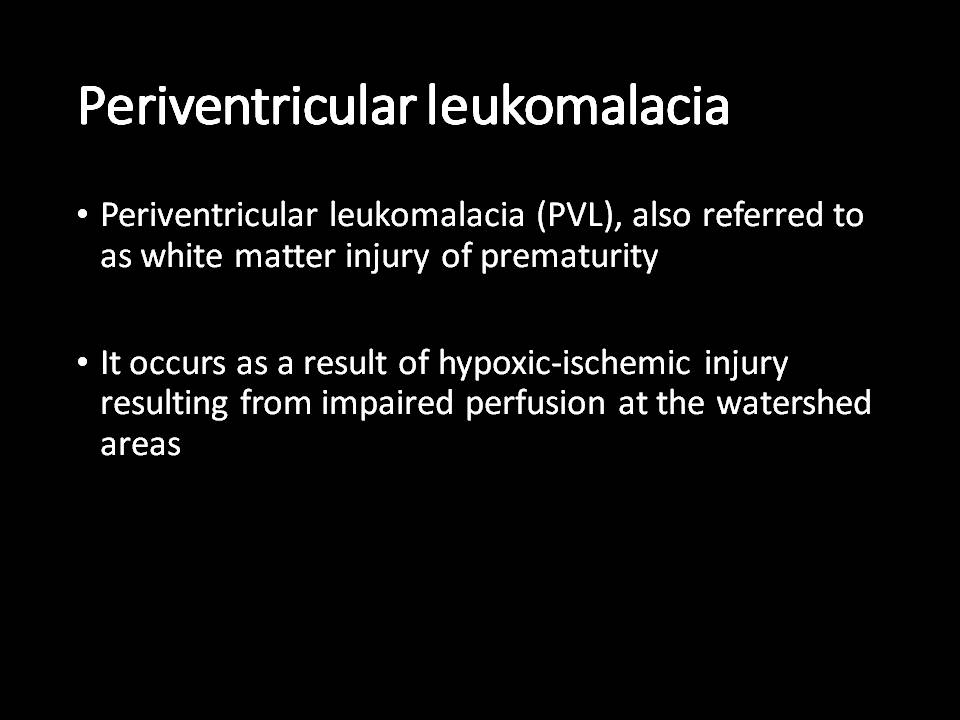 Periventricular leukomalacia
• Periventricular leukomalacia (PVL), also referred to
as white matter injury of prematurity
• It occurs as a result of hypoxic-ischemic injury
resulting from impaired perfusion at the watershed
areas